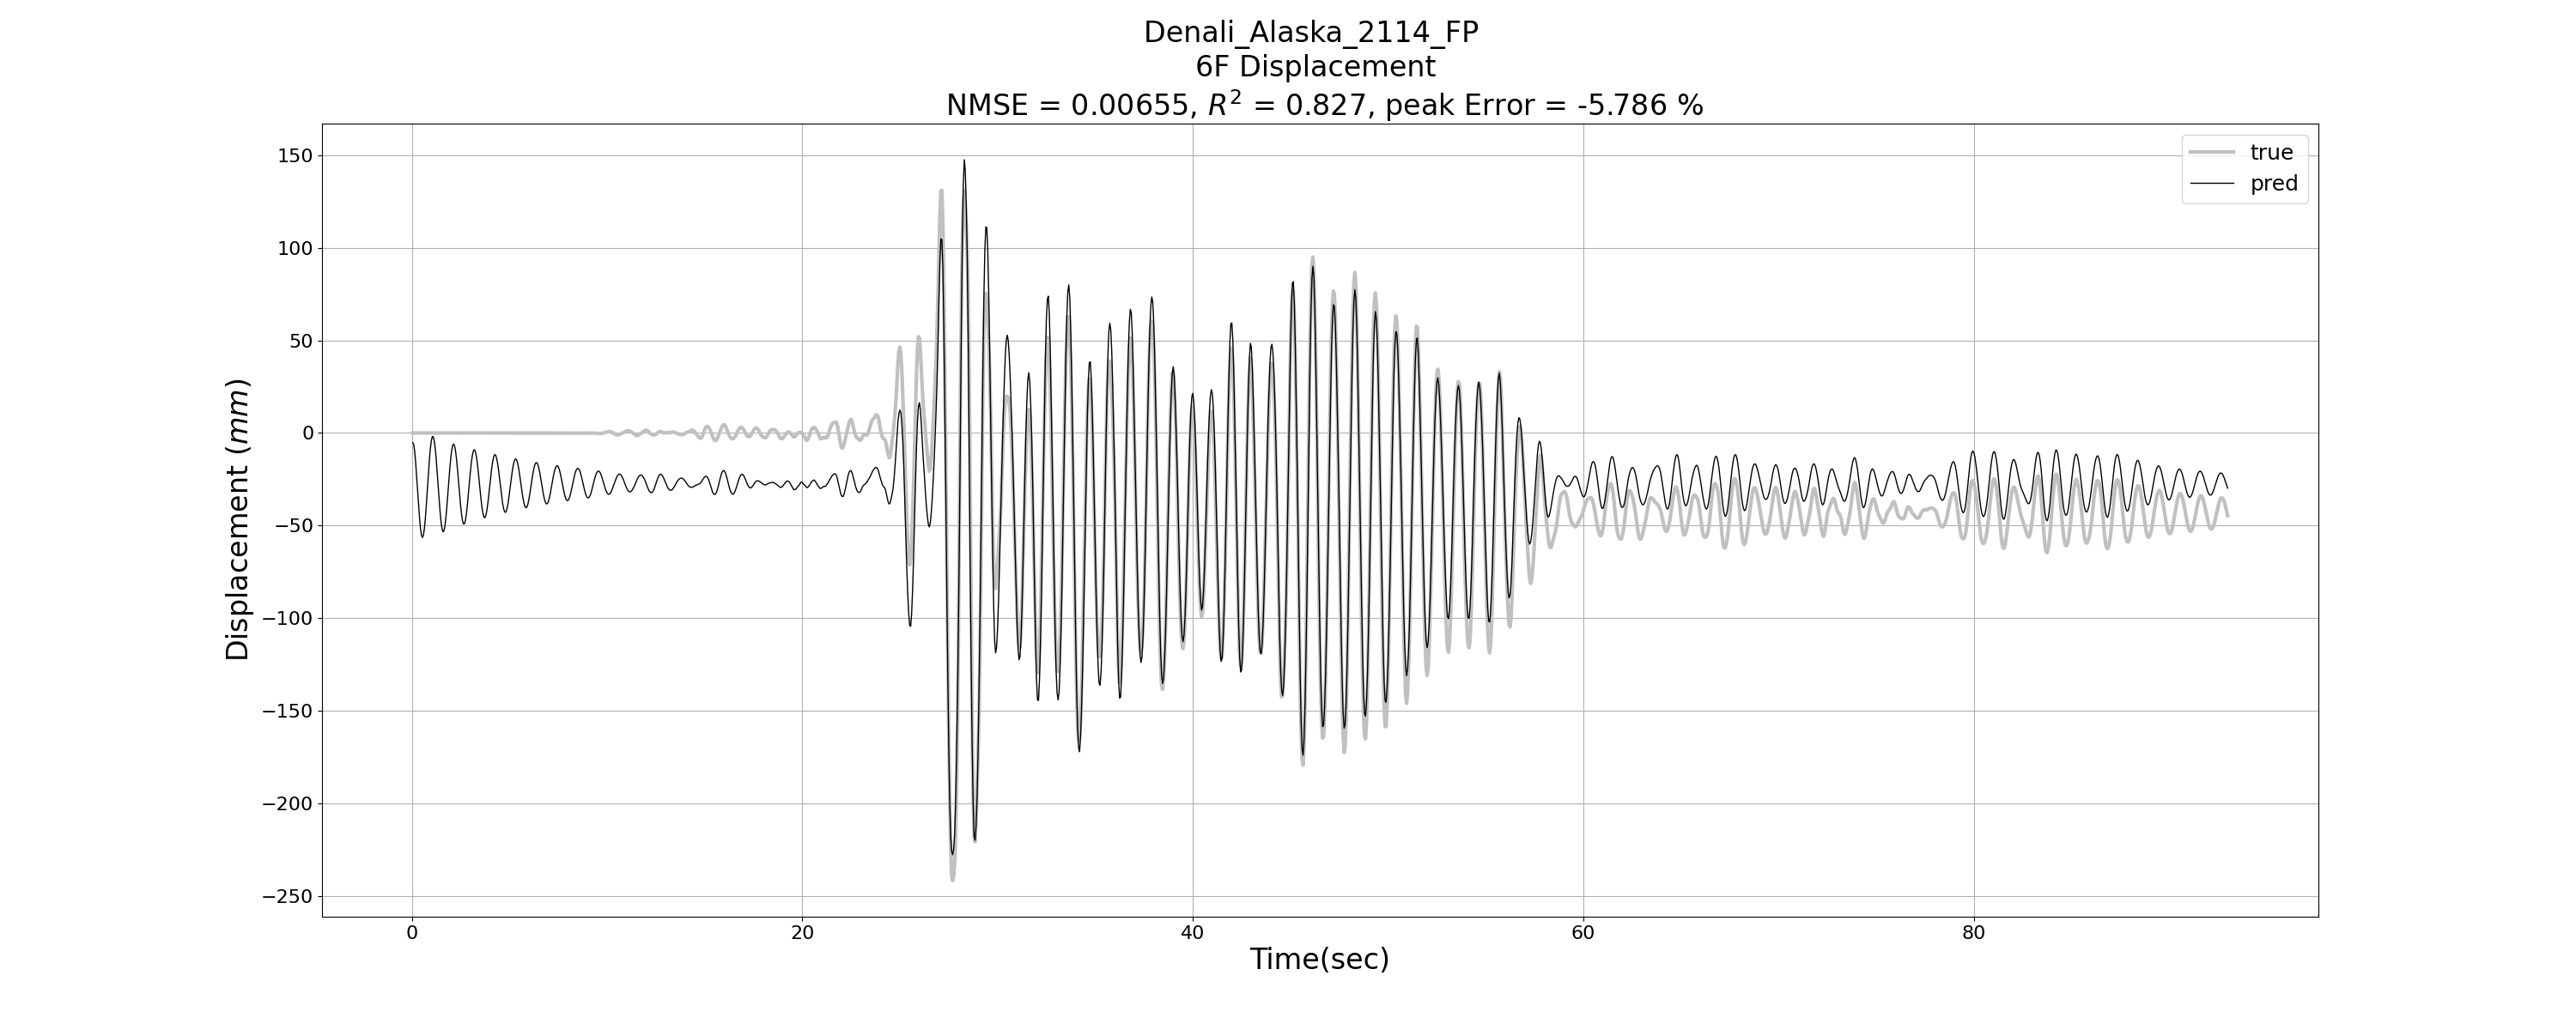 Denali_Alaska_2114_FP
6F Displacement
NMSE = 0.00655, R² = 0.827, peak Error = -5.786 %
true
pred
150
100
50
0
−50
−100
−150
−200
−250
Displacement (mm)
0 20 40 60 80
Time(sec)